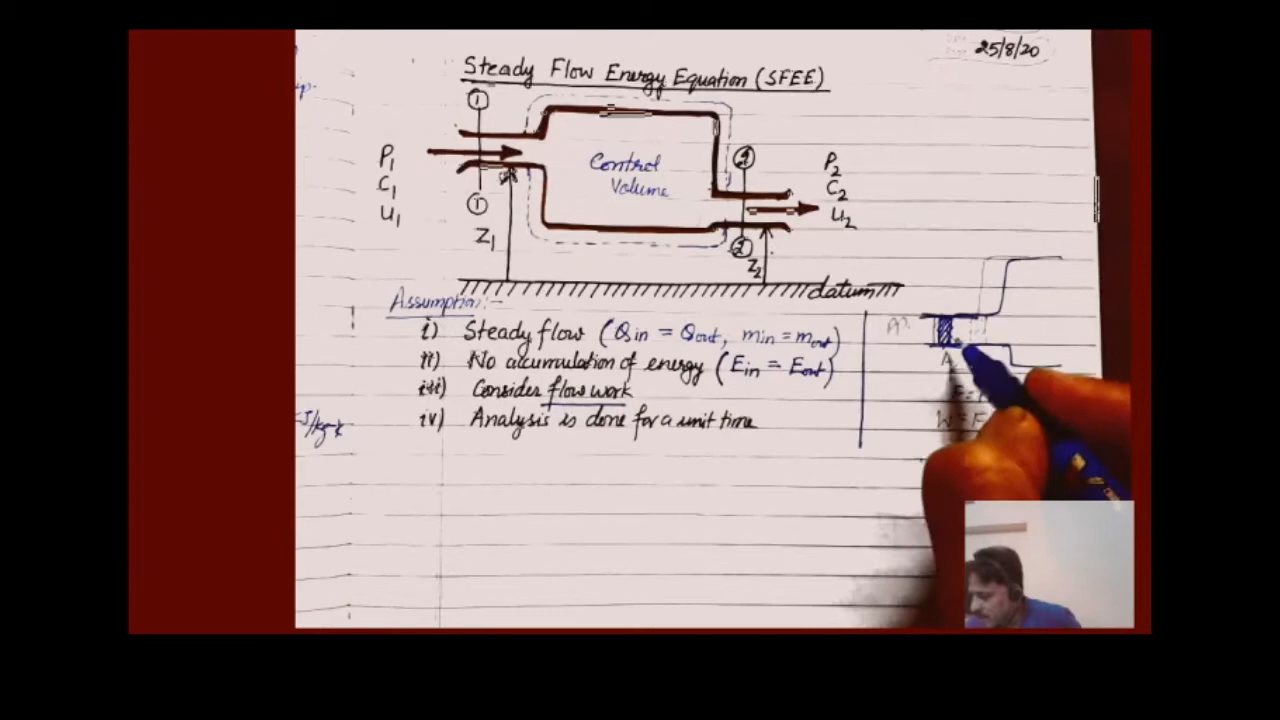 25/8/20
Steady Flow Energy Equation (SFEE)
1
P1
C1
U1
1
Z1
Control
Volume
2
P2
C2
U2
2
Z2
datum
Assumption:-
i) Steady flow (Qin = Qout, min = mout)
ii) No accumulation of energy (Ein = Eout)
iii) Consider flow work
iv) Analysis is done for a unit time
J/kg-k
A
F =
W = F